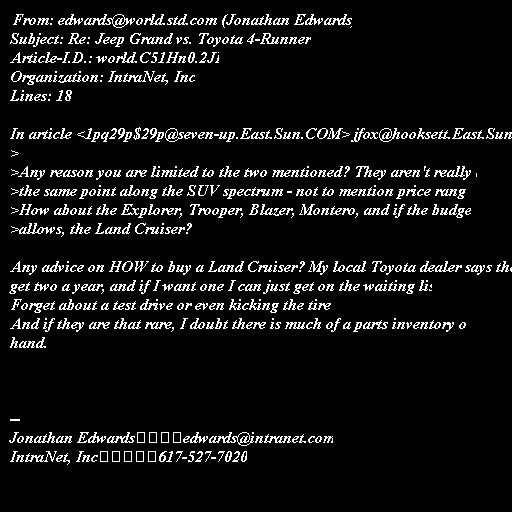 From: edwards@world.std.com (Jonathan Edwards)
Subject: Re: Jeep Grand vs. Toyota 4-Runner
Article-I.D.: world.C51Hn0.2J1
Organization: IntraNet, Inc
Lines: 18

In article <1pq29p$29p@seven-up.East.Sun.COM> jfox@hooksett.East.Sun
>
>Any reason you are limited to the two mentioned? They aren't really
>the same point along the SUV spectrum - not to mention price rang
>How about the Explorer, Trooper, Blazer, Montero, and if the budge
>allows, the Land Cruiser?

Any advice on HOW to buy a Land Cruiser? My local Toyota dealer says the
get two a year, and if I want one I can just get on the waiting lis
Forget about a test drive or even kicking the tire
And if they are that rare, I doubt there is much of a parts inventory o
hand.

--
Jonathan Edwards□□□□edwards@intranet.com
IntraNet, Inc□□□□□617-527-7020